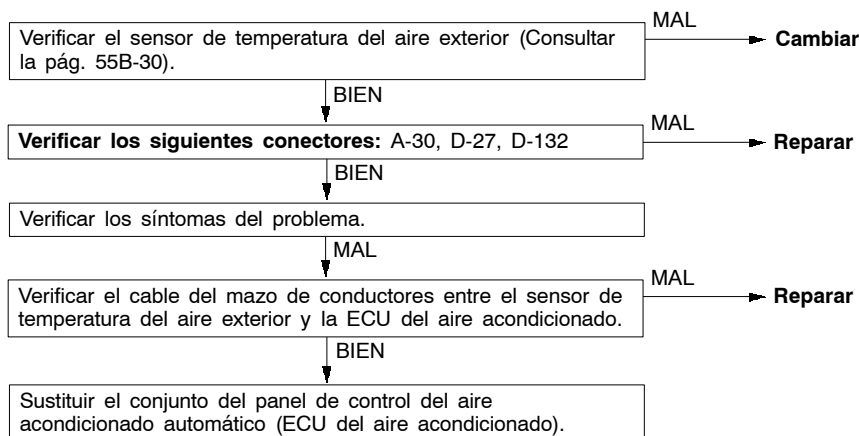 Verificar el sensor de temperatura del aire exterior (Consultar
la pág. 55B-30).
MAL
Cambiar
BIEN
Verificar los siguientes conectores: A-30, D-27, D-132
MAL
Reparar
BIEN
Verificar los síntomas del problema.
MAL
Verificar el cable del mazo de conductores entre el sensor de
temperatura del aire exterior y la ECU del aire acondicionado.
MAL
Reparar
BIEN
Sustituir el conjunto del panel de control del aire
acondicionado automático (ECU del aire acondicionado).